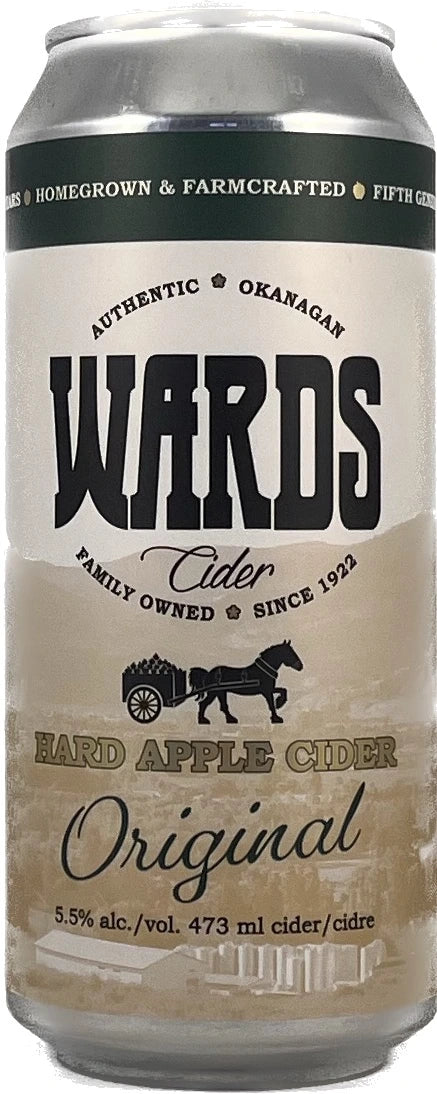 HOMEGROWN & FARMCRAFTED FIFTH
AUTHENTIC OKANAGAN
WARDS
Cider
FAMILY OWNED SINCE 1922
HARD APPLE CIDER
Original
5.5% alc./vol. 473 ml cider/cidre